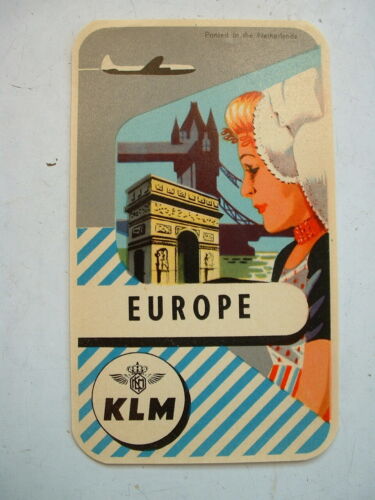 Printed in the Netherlands
EUROPE
KLM